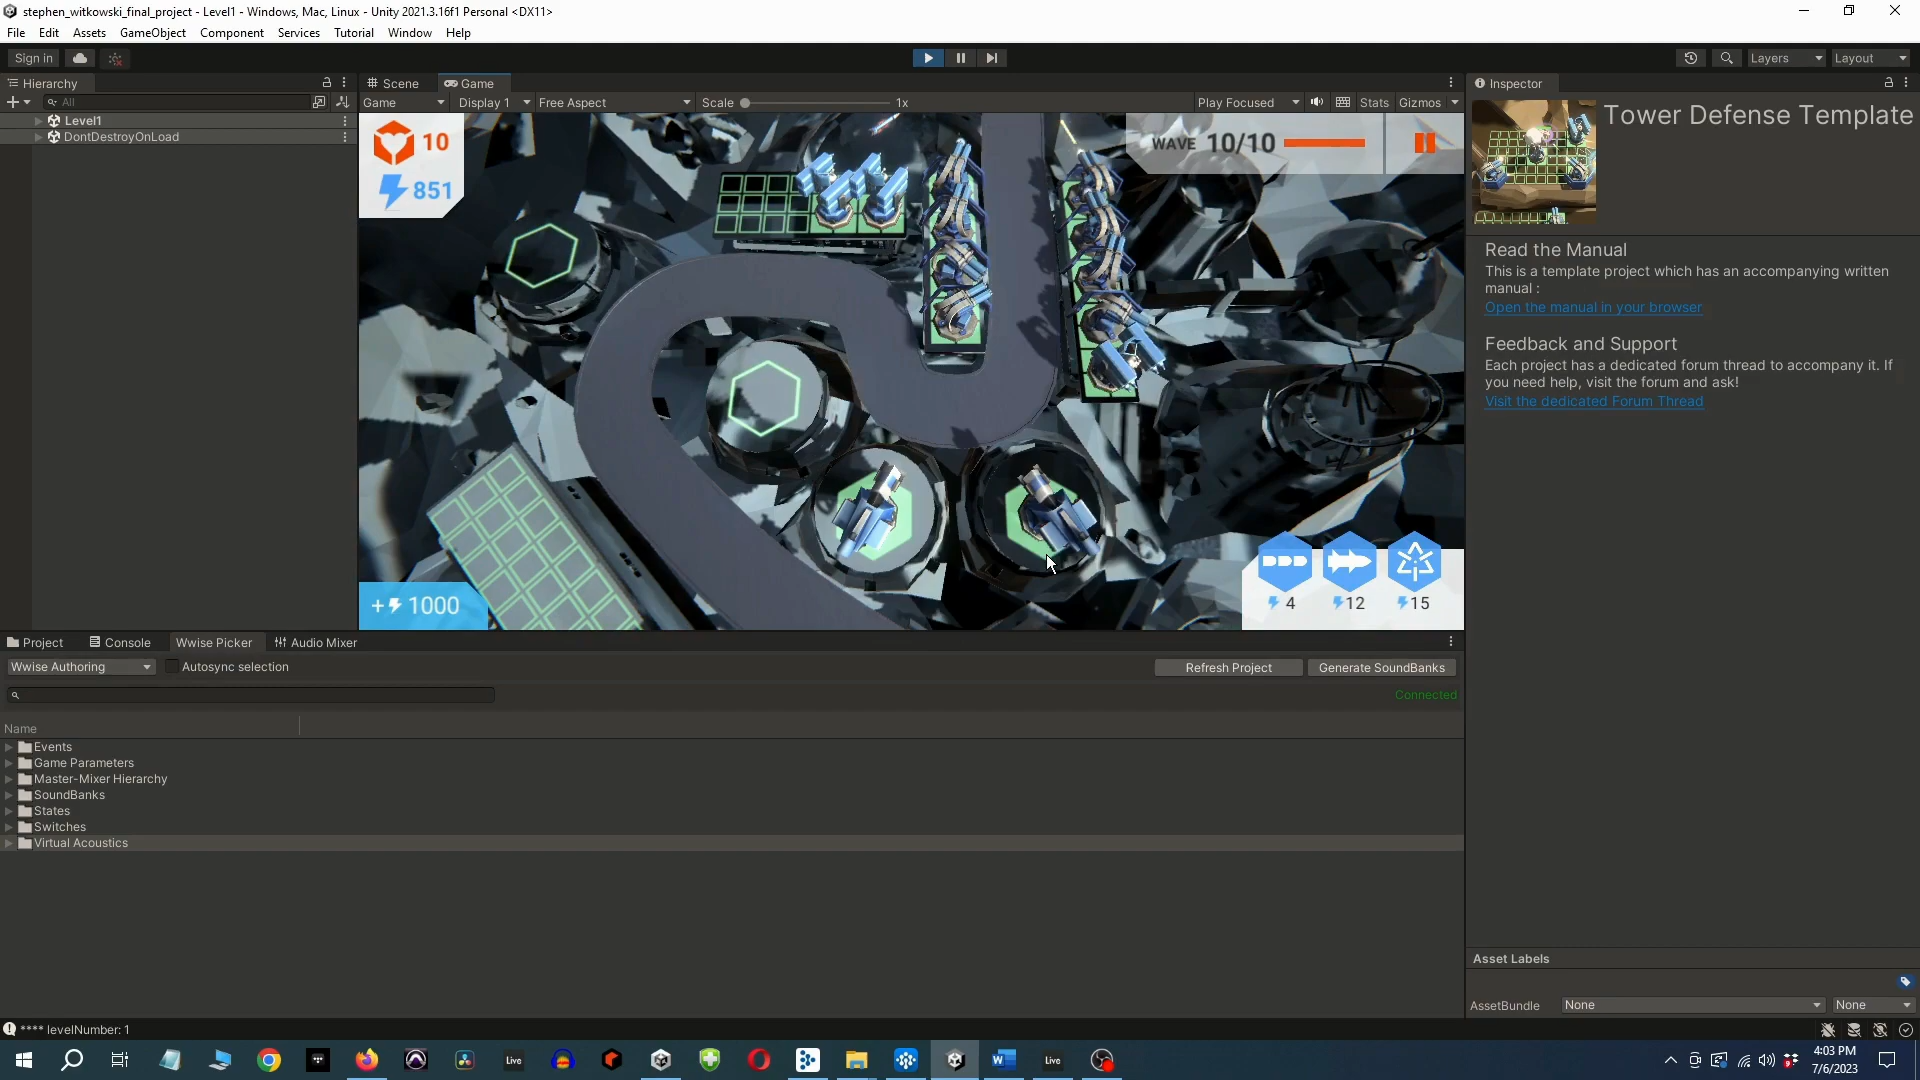 stephen_witkowski_final_project - Level1 - Windows, Mac, Linux - Unity 2021.3.16f1 Personal <DX11>
File Edit Assets GameObject Component Services Tutorial Window Help
Sign in
Layers
Layout
Hierarchy
Scene
Game
Inspector
All
Game
Display 1
Free Aspect
Scale
1x
Play Focused
Stats
Gizmos
Level1
DontDestroyOnLoad
10
851
WAVE 10/10
+ 1000
4
12
15
Tower Defense Template
Read the Manual
This is a template project which has an accompanying written
manual :
Open the manual in your browser
Feedback and Support
Each project has a dedicated forum thread to accompany it. If
you need help, visit the forum and ask!
Visit the dedicated Forum Thread
Project
Console
Wwise Picker
Audio Mixer
Wwise Authoring
Autosync selection
Refresh Project
Generate SoundBanks
Connected
Name
Events
Game Parameters
Master-Mixer Hierarchy
SoundBanks
States
Switches
Virtual Acoustics
Asset Labels
AssetBundle
None
None
**** levelNumber: 1
Live
Live
4:03 PM
7/6/2023